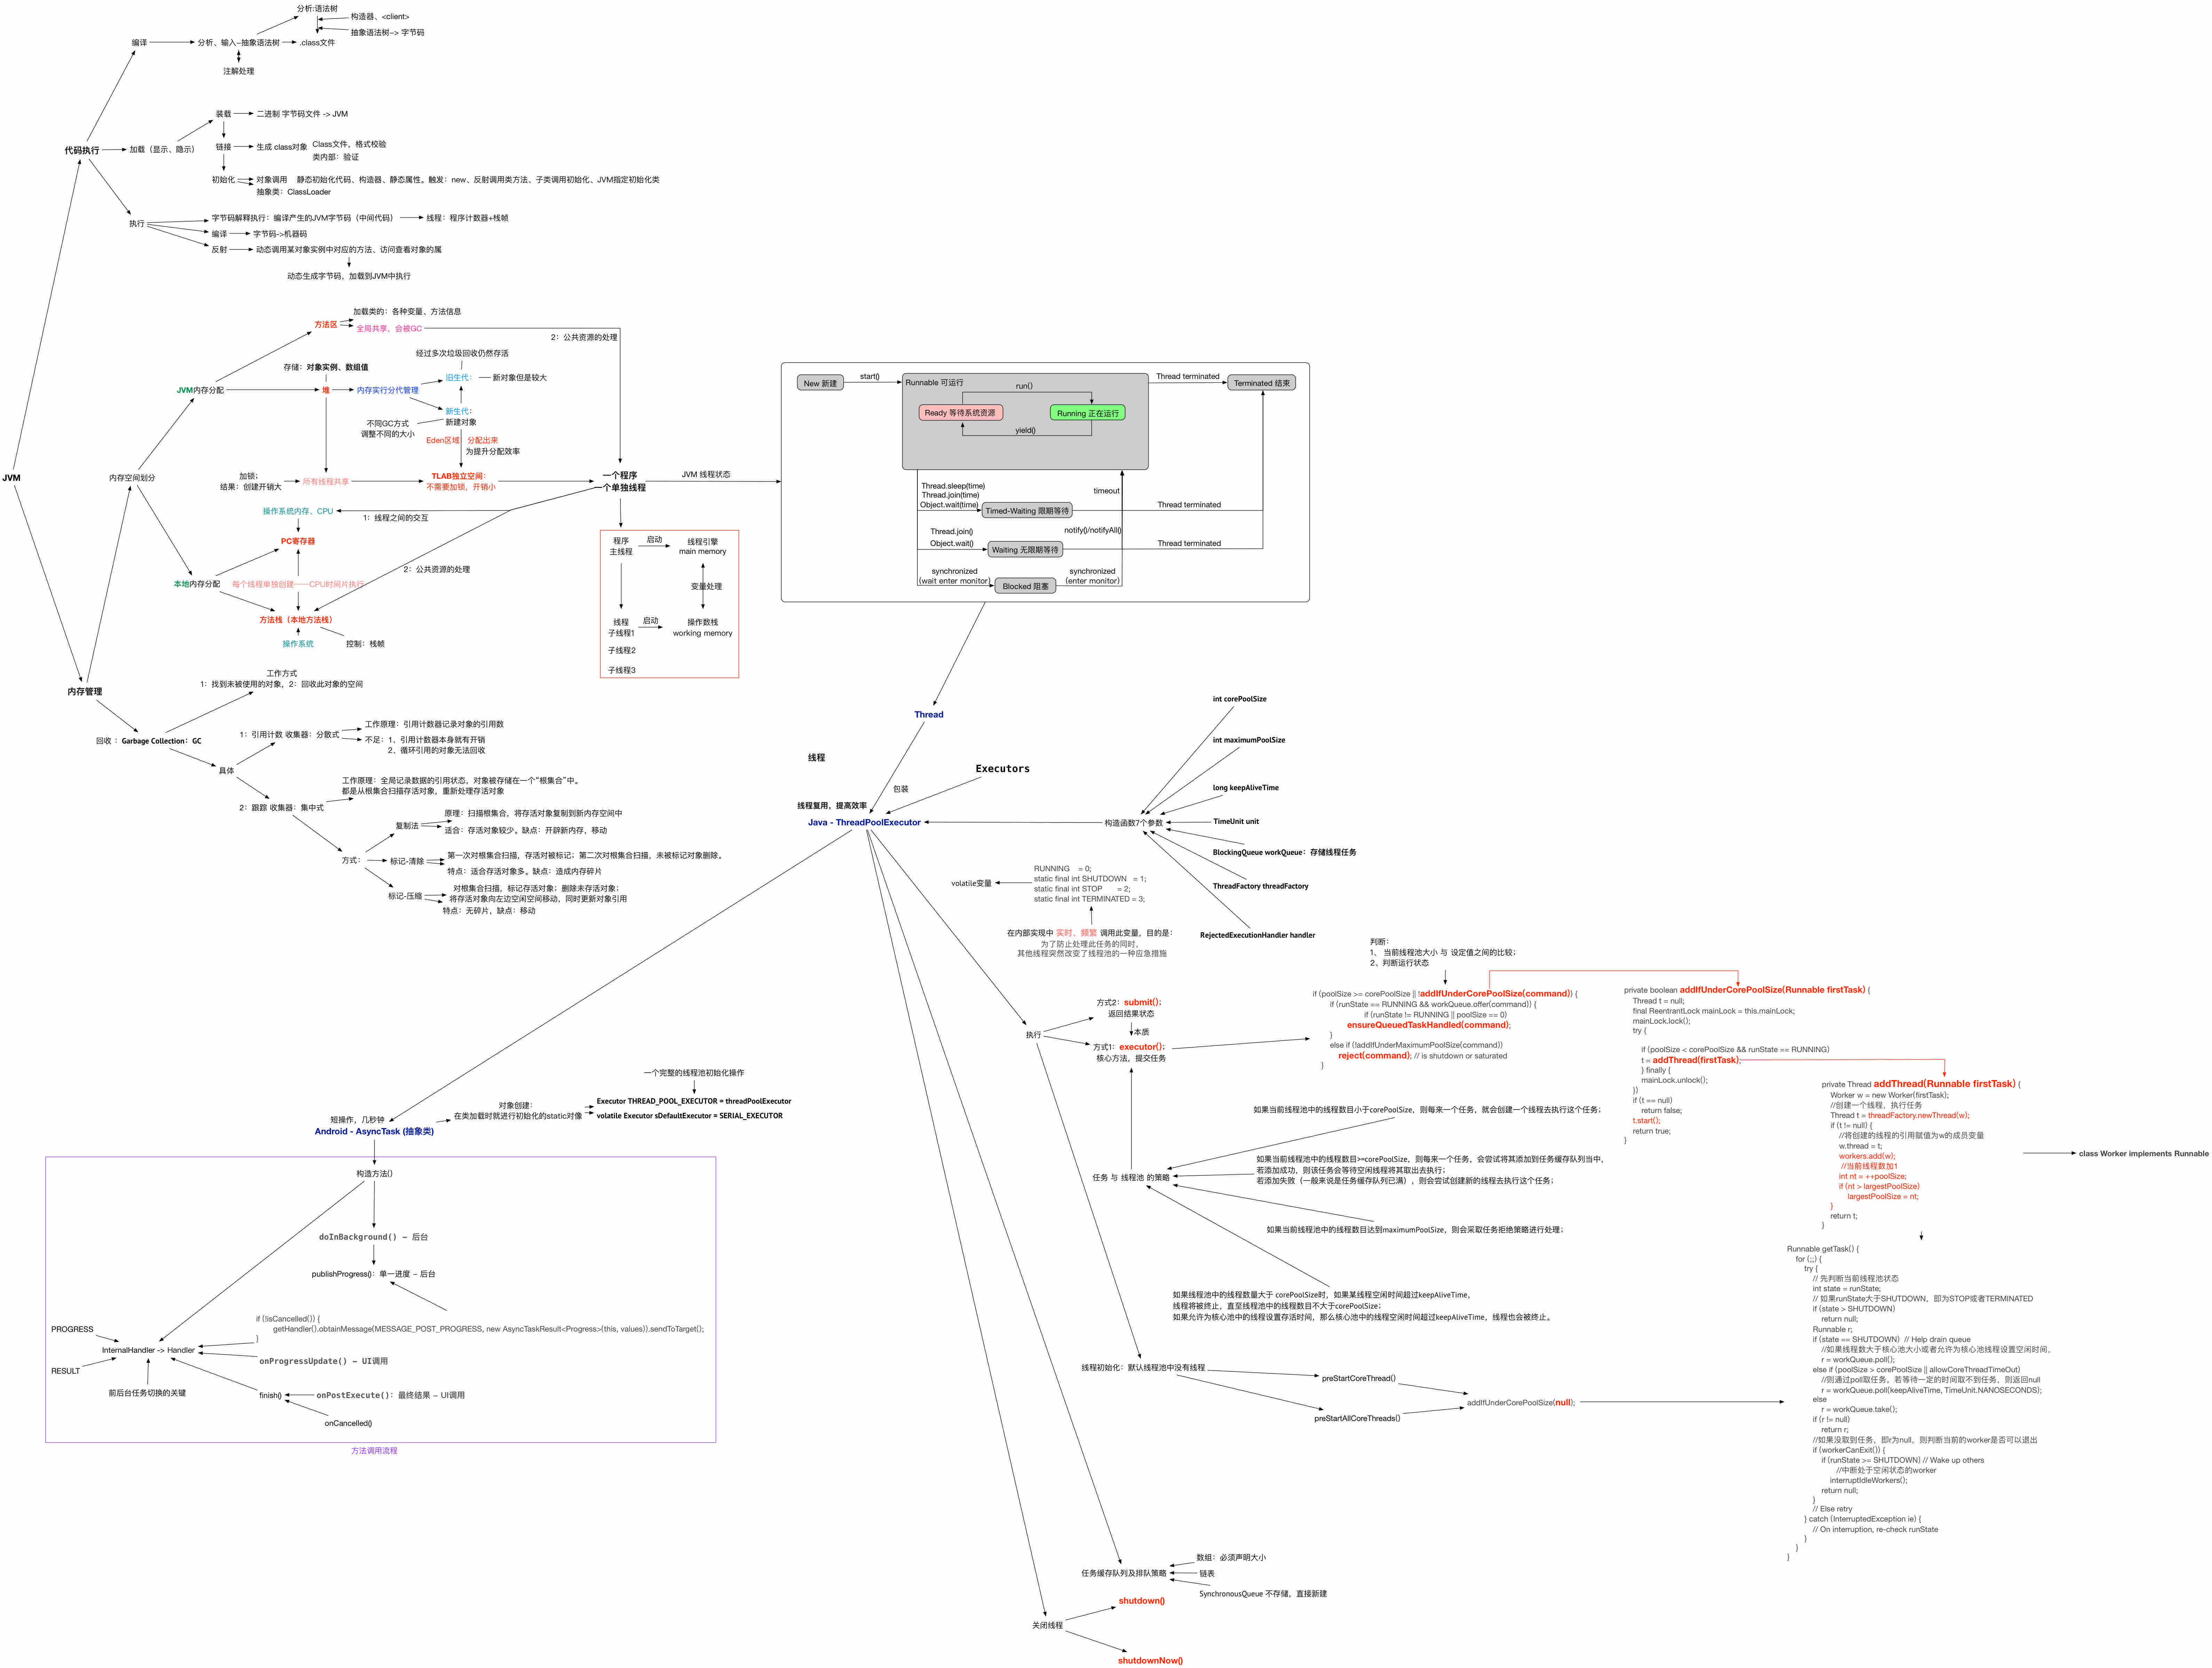 JVM
代码执行
编译
分析、输入-抽象语法树
分析:语法树
构造器、<client>
抽象语法树-> 字节码
.class文件
注解处理
加载（显示、隐示）
装载
二进制 字节码文件 -> JVM
链接
生成 class对象
Class文件，格式校验
类内部：验证
初始化
对象调用
静态初始化代码、构造器、静态属性。触发：new、反射调用类方法、子类调用初始化、JVM指定初始化类
抽象类：ClassLoader
执行
字节码解释执行：编译产生的JVM字节码（中间代码）
线程：程序计数器+栈帧
编译
字节码->机器码
反射
动态调用某对象实例中对应的方法、访问查看对象的属
动态生成字节码，加载到JVM中执行
内存管理
内存空间划分
JVM内存分配
方法区
加载类的：各种变量、方法信息
全局共享、会被GC
2：公共资源的处理
存储：对象实例、数组值
堆
内存实行分代管理
经过多次垃圾回收仍然存活
旧生代：
新对象但是较大
新生代：
新建对象
不同GC方式
调整不同的大小
Eden区域
分配出来
为提升分配效率
加锁；
结果：创建开销大
所有线程共享
TLAB独立空间：
不需要加锁，开销小
一个程序
一个单独线程
JVM 线程状态
操作系统内存、CPU
1：线程之间的交互
PC寄存器
本地内存分配
每个线程单独创建——CPU时间片执行
2：公共资源的处理
方法栈（本地方法栈）
操作系统
控制：栈帧
程序
主线程
启动
线程引擎
main memory
变量处理
线程
子线程1
启动
操作数栈
working memory
子线程2
子线程3
New 新建
start()
Runnable 可运行
run()
Ready 等待系统资源
Running 正在运行
yield()
Thread terminated
Terminated 结束
Thread.sleep(time)
Thread.join(time)
Object.wait(time)
timeout
Timed-Waiting 限期等待
Thread terminated
Thread.join()
Object.wait()
notify()/notifyAll()
Waiting 无限期等待
Thread terminated
synchronized
(wait enter monitor)
Blocked 阻塞
synchronized
(enter monitor)
回收 ：Garbage Collection：GC
工作方式
1：找到未被使用的对象，2：回收此对象的空间
具体
1：引用计数 收集器：分散式
工作原理：引用计数器记录对象的引用数
不足：1、引用计数器本身就有开销
2、循环引用的对象无法回收
2：跟踪 收集器：集中式
工作原理：全局记录数据的引用状态，对象被存储在一个“根集合”中。
都是从根集合扫描存活对象，重新处理存活对象
方式：
复制法
原理：扫描根集合，将存活对象复制到新内存空间中
适合：存活对象较少。缺点：开辟新内存，移动
标记-清除
第一次对根集合扫描，存活对被标记；第二次对根集合扫描，未被标记对象删除。
特点：适合存活对象多。缺点：造成内存碎片
标记-压缩
对根集合扫描，标记存活对象；删除未存活对象；
将存活对象向左边空闲空间移动，同时更新对象引用
特点：无碎片，缺点：移动
Thread
线程
Executors
包装
线程复用，提高效率
Java - ThreadPoolExecutor
构造函数7个参数
int corePoolSize
int maximumPoolSize
long keepAliveTime
TimeUnit unit
BlockingQueue workQueue：存储线程任务
ThreadFactory threadFactory
RejectedExecutionHandler handler
volatile变量
RUNNING = 0;
static final int SHUTDOWN = 1;
static final int STOP = 2;
static final int TERMINATED = 3;
在内部实现中 实时、频繁 调用此变量，目的是：
为了防止处理此任务的同时，
其他线程突然改变了线程池的一种应急措施
执行
方式2：submit()；
返回结果状态
本质
方式1：executor()；
核心方法，提交任务
判断：
1、 当前线程池大小 与 设定值之间的比较；
2、判断运行状态
if (poolSize >= corePoolSize || !addIfUnderCorePoolSize(command)) {
if (runState == RUNNING && workQueue.offer(command)) {
if (runState != RUNNING || poolSize == 0)
ensureQueuedTaskHandled(command);
}
else if (!addIfUnderMaximumPoolSize(command))
reject(command); // is shutdown or saturated
}
private boolean addIfUnderCorePoolSize(Runnable firstTask) {
Thread t = null;
final ReentrantLock mainLock = this.mainLock;
mainLock.lock();
try {
if (poolSize < corePoolSize && runState == RUNNING)
t = addThread(firstTask);
} finally {
mainLock.unlock();
})
if (t == null)
return false;
t.start();
return true;
}
private Thread addThread(Runnable firstTask) {
Worker w = new Worker(firstTask);
//创建一个线程，执行任务
Thread t = threadFactory.newThread(w);
if (t != null) {
//将创建的线程的引用赋值为w的成员变量
w.thread = t;
workers.add(w);
//当前线程数加1
int nt = ++poolSize;
if (nt > largestPoolSize)
largestPoolSize = nt;
}
return t;
}
class Worker implements Runnable
Runnable getTask() {
for (;;) {
try {
// 先判断当前线程池状态
int state = runState;
// 如果runState大于SHUTDOWN，即为STOP或者TERMINATED
if (state > SHUTDOWN)
return null;
Runnable r;
if (state == SHUTDOWN) // Help drain queue
//如果线程数大于核心池大小或者允许为核心池线程设置空闲时间，
r = workQueue.poll();
else if (poolSize > corePoolSize || allowCoreThreadTimeOut)
//则通过poll取任务，若等待一定的时间取不到任务，则返回null
r = workQueue.poll(keepAliveTime, TimeUnit.NANOSECONDS);
else
r = workQueue.take();
if (r != null)
return r;
//如果没取到任务，即r为null，则判断当前的worker是否可以退出
if (workerCanExit()) {
if (runState >= SHUTDOWN) // Wake up others
//中断处于空闲状态的worker
interruptIdleWorkers();
return null;
}
// Else retry
} catch (InterruptedException ie) {
// On interruption, re-check runState
}
}
}
任务 与 线程池 的策略
如果当前线程池中的线程数目小于corePoolSize，则每来一个任务，就会创建一个线程去执行这个任务；
如果当前线程池中的线程数目>=corePoolSize，则每来一个任务，会尝试将其添加到任务缓存队列当中，
若添加成功，则该任务会等待空闲线程将其取出去执行；
若添加失败（一般来说是任务缓存队列已满），则会尝试创建新的线程去执行这个任务；
如果当前线程池中的线程数目达到maximumPoolSize，则会采取任务拒绝策略进行处理；
如果线程池中的线程数量大于 corePoolSize时，如果某线程空闲时间超过keepAliveTime，
线程将被终止，直至线程池中的线程数目不大于corePoolSize；
如果允许为核心池中的线程设置存活时间，那么核心池中的线程空闲时间超过keepAliveTime，线程也会被终止。
线程初始化：默认线程池中没有线程
preStartCoreThread()
preStartAllCoreThreads()
addIfUnderCorePoolSize(null);
任务缓存队列及排队策略
数组：必须声明大小
链表
SynchronousQueue 不存储，直接新建
关闭线程
shutdown()
shutdownNow()
短操作，几秒钟
Android - AsyncTask (抽象类)
一个完整的线程池初始化操作
对象创建：
在类加载时就进行初始化的static对像
Executor THREAD_POOL_EXECUTOR = threadPoolExecutor
volatile Executor sDefaultExecutor = SERIAL_EXECUTOR
构造方法()
doInBackground() - 后台
publishProgress()：单一进度 - 后台
if (!isCancelled()) {
getHandler().obtainMessage(MESSAGE_POST_PROGRESS, new AsyncTaskResult<Progress>(this, values)).sendToTarget();
}
PROGRESS
InternalHandler -> Handler
RESULT
onProgressUpdate() - UI调用
前后台任务切换的关键
finish()
onPostExecute()：最终结果 - UI调用
onCancelled()
方法调用流程